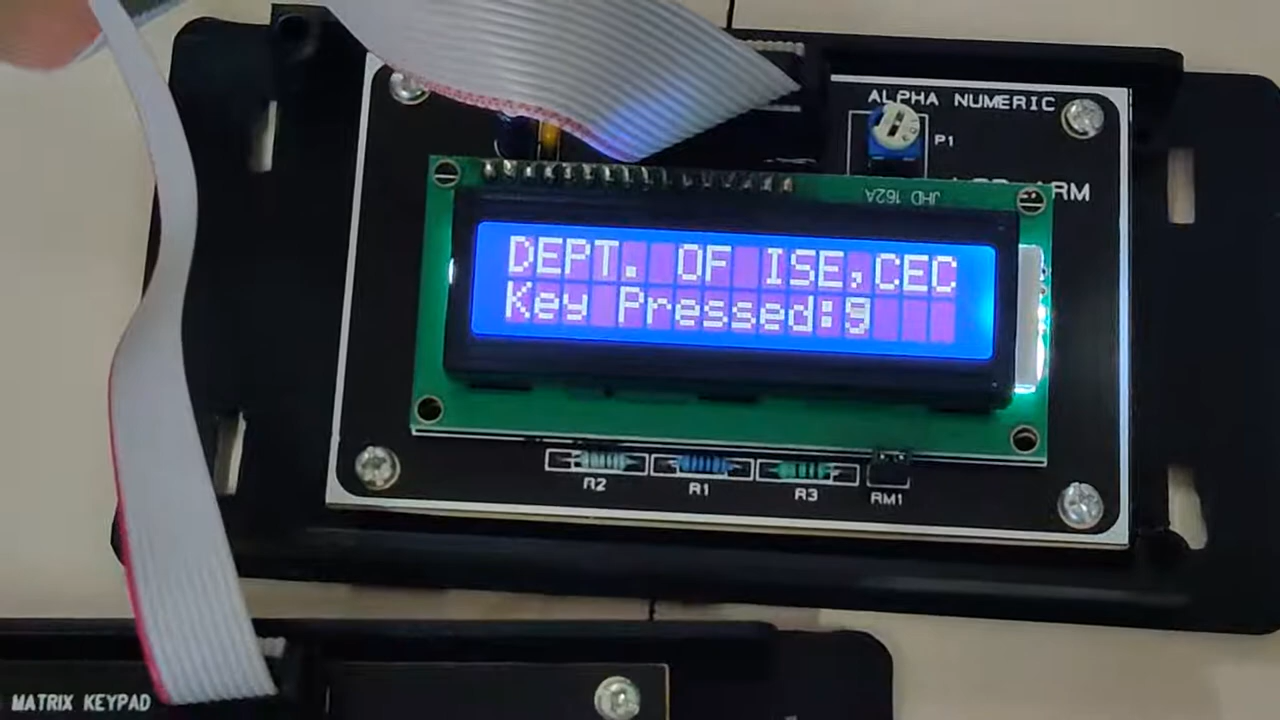 ALPHA NUMERIC
P1
JHD 162A
DEPT. OF ISE,CEC
Key Pressed:9
R2
R1
R3
RM1
MATRIX KEYPAD